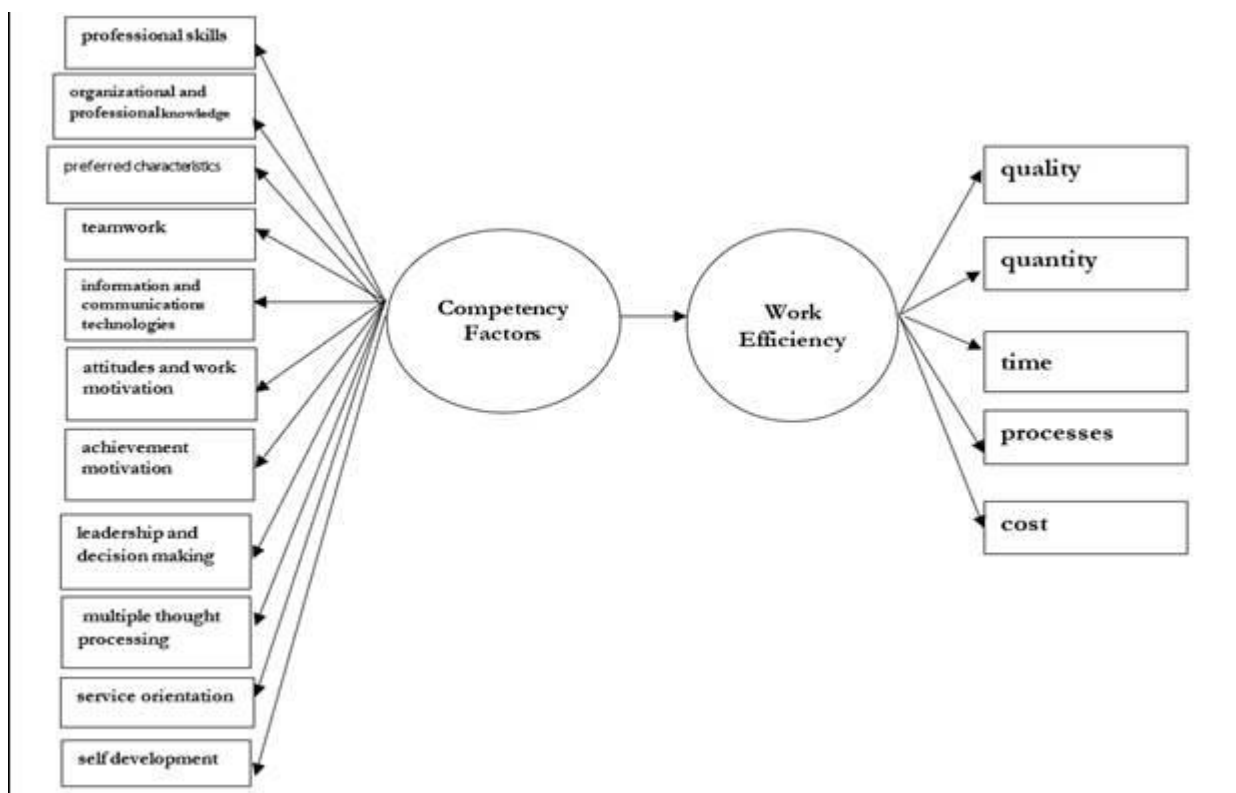 professional skills
organizational and
professional knowledge
preferred characteristics
teamwork
information and
communications
technologies
attitudes and work
motivation
achievement
motivation
leadership and
decision making
multiple thought
processing
service orientation
self development
Competency
Factors
Work
Efficiency
quality
quantity
time
processes
cost